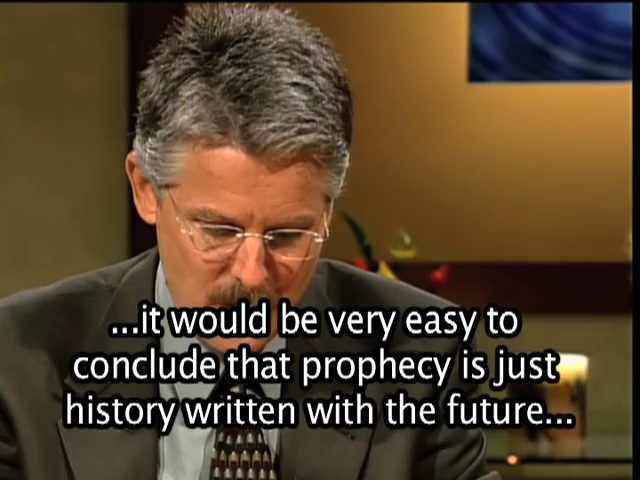 ...it would be very easy to
conclude that prophecy is just
history written with the future...